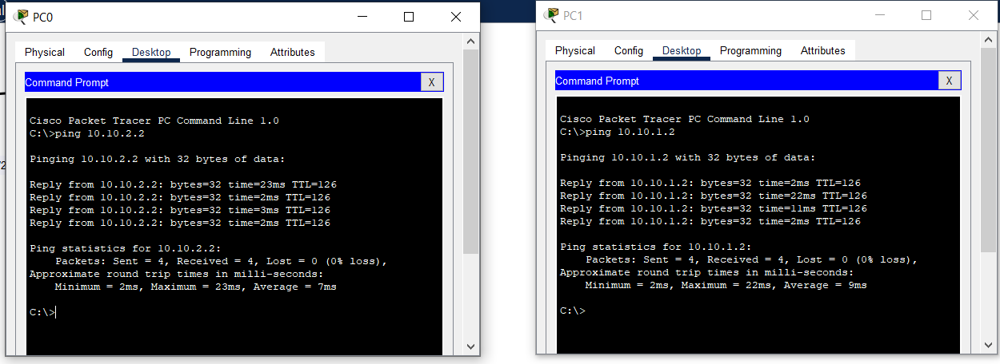 PC0
Physical Config Desktop Programming Attributes
Command Prompt X
Cisco Packet Tracer PC Command Line 1.0
C:\>ping 10.10.2.2
Pinging 10.10.2.2 with 32 bytes of data:
Reply from 10.10.2.2: bytes=32 time=23ms TTL=126
Reply from 10.10.2.2: bytes=32 time=2ms TTL=126
Reply from 10.10.2.2: bytes=32 time=3ms TTL=126
Reply from 10.10.2.2: bytes=32 time=2ms TTL=126
Ping statistics for 10.10.2.2:
Packets: Sent = 4, Received = 4, Lost = 0 (0% loss),
Approximate round trip times in milli-seconds:
Minimum = 2ms, Maximum = 23ms, Average = 7ms
C:\>
PC1
Physical Config Desktop Programming Attributes
Command Prompt X
Cisco Packet Tracer PC Command Line 1.0
C:\>ping 10.10.1.2
Pinging 10.10.1.2 with 32 bytes of data:
Reply from 10.10.1.2: bytes=32 time=2ms TTL=126
Reply from 10.10.1.2: bytes=32 time=22ms TTL=126
Reply from 10.10.1.2: bytes=32 time=11ms TTL=126
Reply from 10.10.1.2: bytes=32 time=2ms TTL=126
Ping statistics for 10.10.1.2:
Packets: Sent = 4, Received = 4, Lost = 0 (0% loss),
Approximate round trip times in milli-seconds:
Minimum = 2ms, Maximum = 22ms, Average = 9ms
C:\>